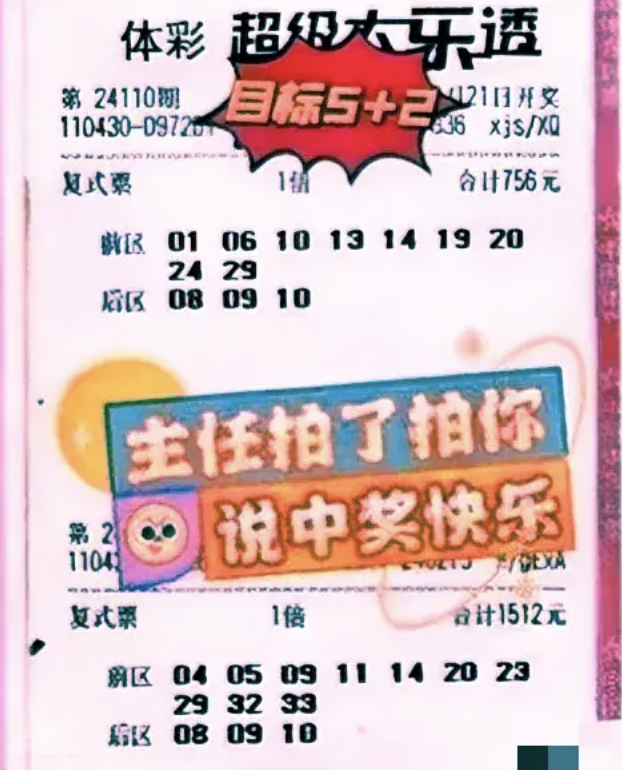 体彩 超级大乐透
目标5+2
第 24110期 21日开奖
110430-0972 636 xjs/XQ
复式票 1倍 合计756元
前区 01 06 10 13 14 19 20
24 29
后区 08 09 10
主任拍了拍你
说中奖快乐
第 2
1104
复式票 1倍 合计1512元
前区 04 05 09 11 14 20 23
29 32 33
后区 08 09 10